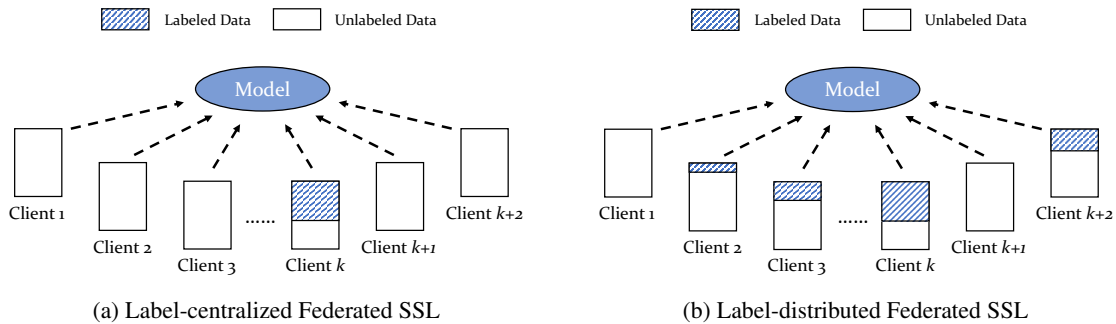 Labeled Data Unlabeled Data
Model
Client 1
Client 2
Client 3
......
Client k
Client k+1
Client k+2
(a) Label-centralized Federated SSL
Labeled Data Unlabeled Data
Model
Client 1
Client 2
Client 3
......
Client k
Client k+1
Client k+2
(b) Label-distributed Federated SSL